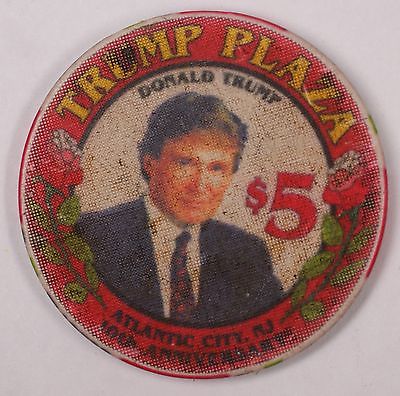 TRUMP PLAZA
DONALD TRUMP
$5
ATLANTIC CITY, NJ
10th ANNIVERSARY